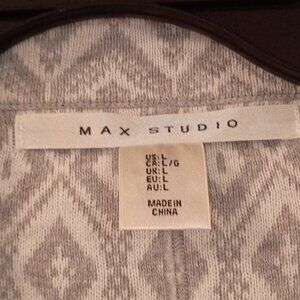 MAX STUDIO
US:L
CA:L/G
UK:L
EU:L
AU:L
MADE IN
CHINA